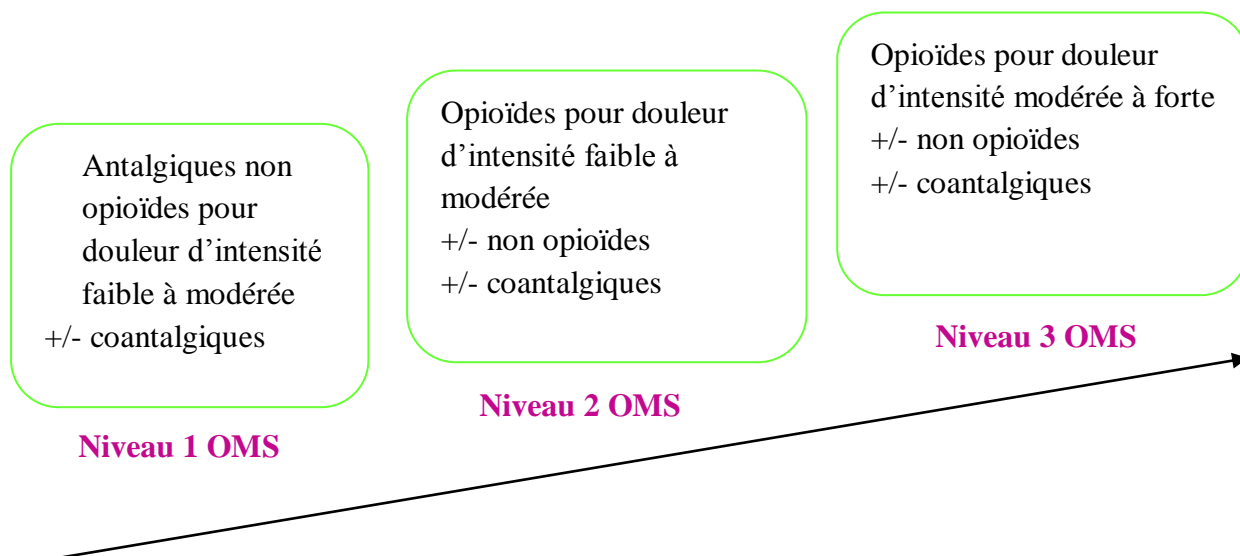 Antalgiques non
opioïdes pour
douleur d’intensité
faible à modérée
+/- coantalgiques
Niveau 1 OMS
Opioïdes pour douleur
d’intensité faible à
modérée
+/- non opioïdes
+/- coantalgiques
Niveau 2 OMS
Opioïdes pour douleur
d’intensité modérée à forte
+/- non opioïdes
+/- coantalgiques
Niveau 3 OMS